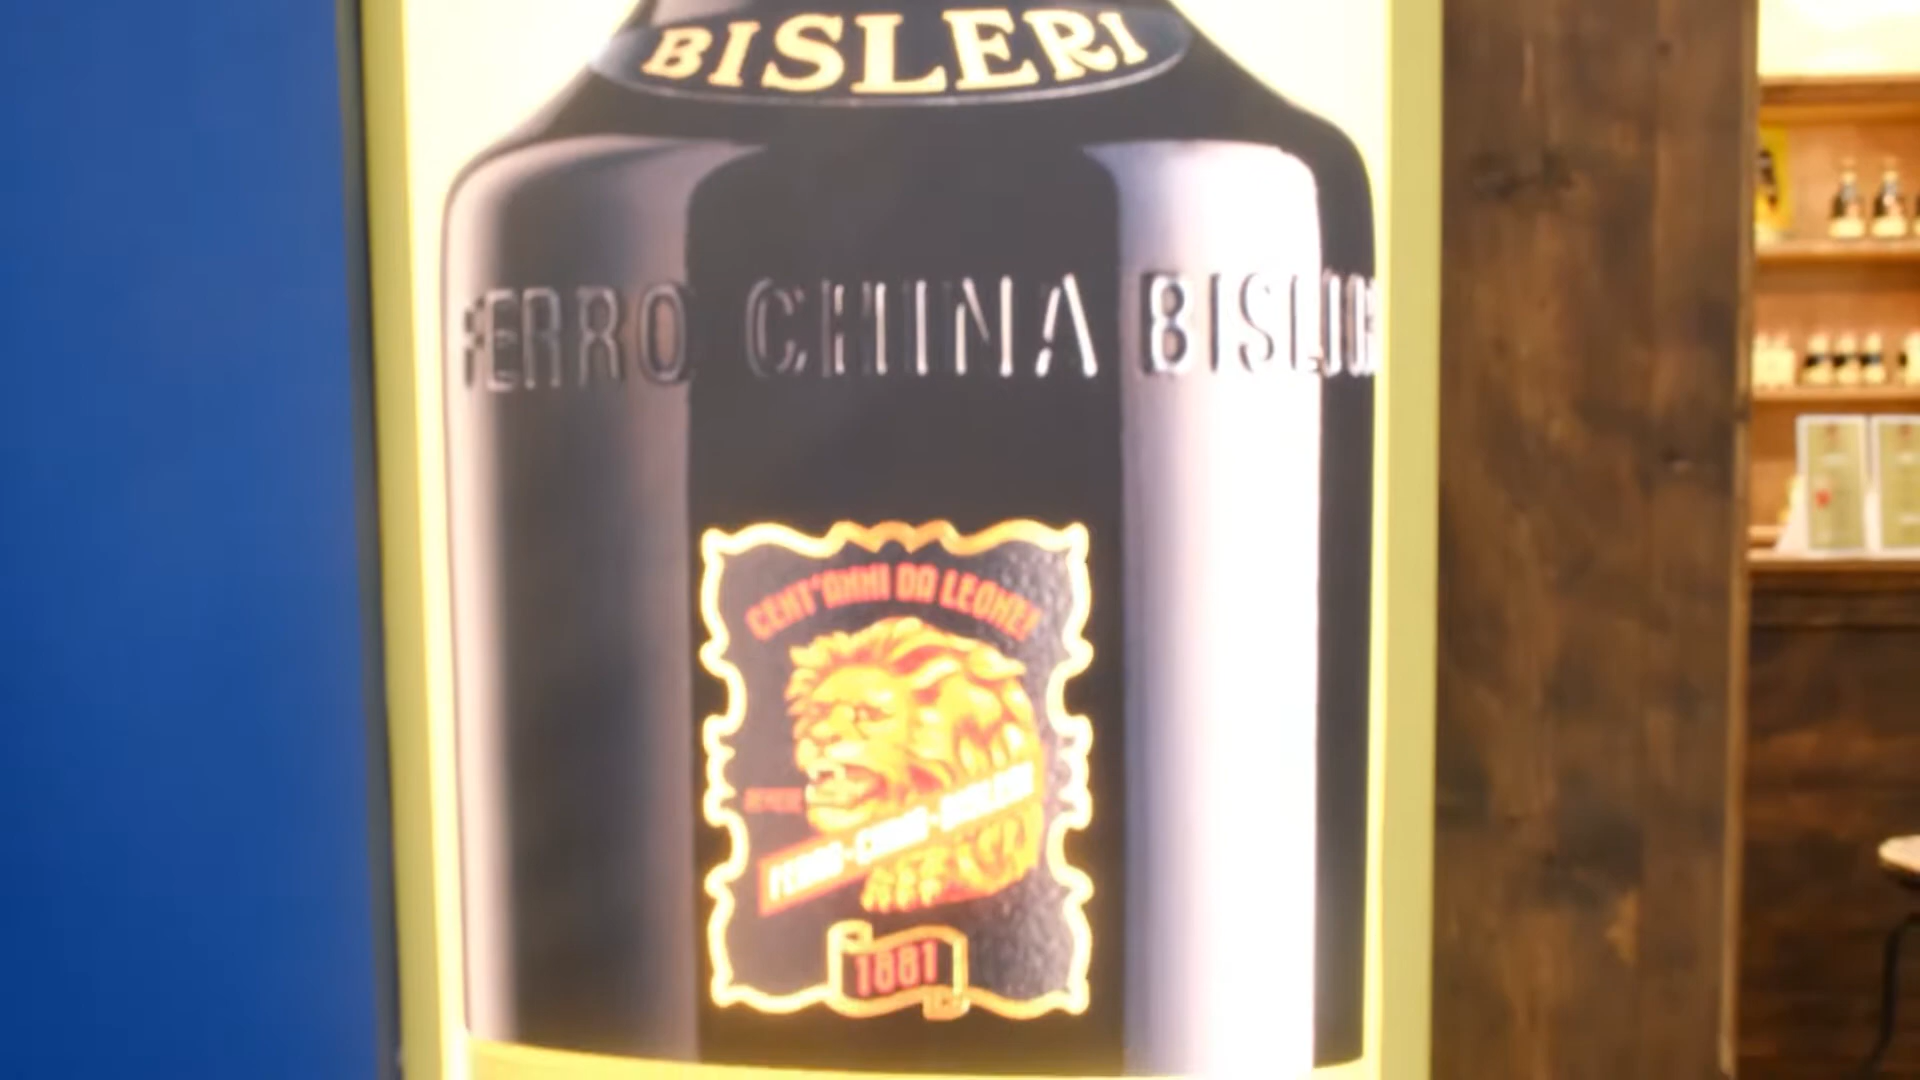 BISLERI
FERRO CHINA BISLERI
CENT'ANNI DA LEONE!
FERRO-CHINA-BISLERI
1881